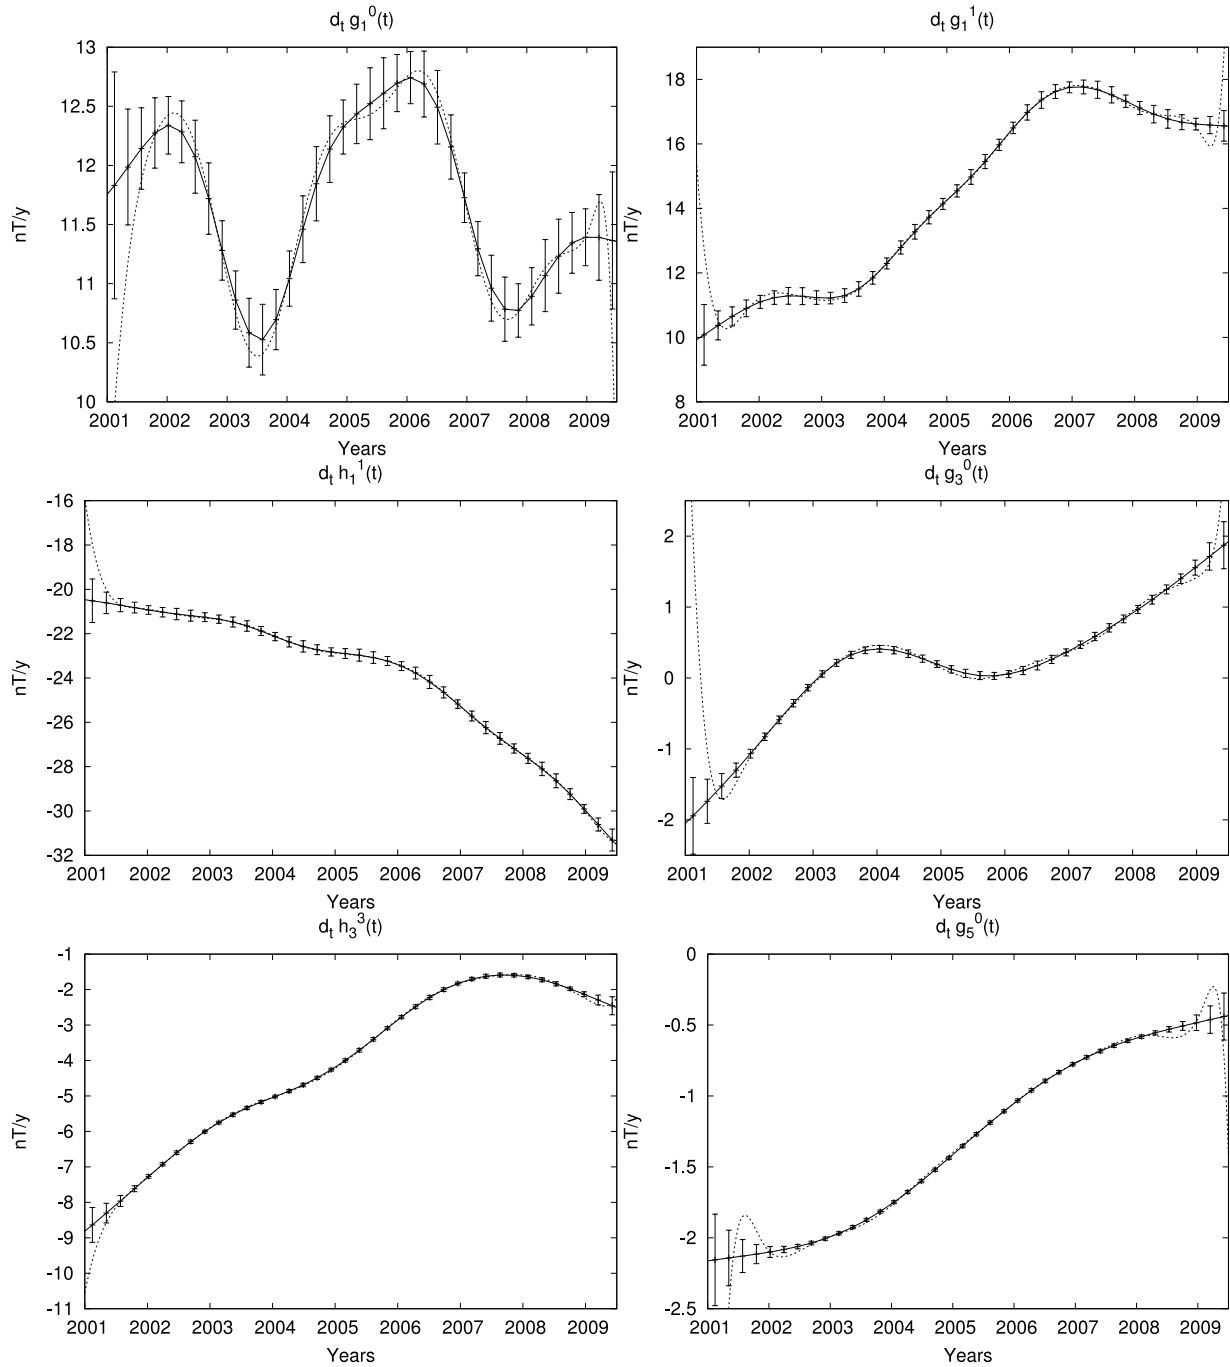 d_t g_1^0(t)
13
12.5
12
11.5
11
10.5
10
nT/y
2001 2002 2003 2004 2005 2006 2007 2008 2009
Years
d_t g_1^1(t)
18
16
14
12
10
8
nT/y
2001 2002 2003 2004 2005 2006 2007 2008 2009
Years
d_t h_1^1(t)
-16
-18
-20
-22
-24
-26
-28
-30
-32
nT/y
2001 2002 2003 2004 2005 2006 2007 2008 2009
Years
d_t g_3^0(t)
2
1
0
-1
-2
nT/y
2001 2002 2003 2004 2005 2006 2007 2008 2009
Years
d_t h_3^3(t)
-1
-2
-3
-4
-5
-6
-7
-8
-9
-10
-11
nT/y
2001 2002 2003 2004 2005 2006 2007 2008 2009
Years
d_t g_5^0(t)
0
-0.5
-1
-1.5
-2
-2.5
nT/y
2001 2002 2003 2004 2005 2006 2007 2008 2009
Years